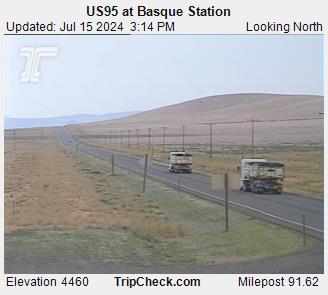 US95 at Basque Station
Updated: Jul 15 2024 3:14 PM Looking North
Elevation 4460 TripCheck.com Milepost 91.62